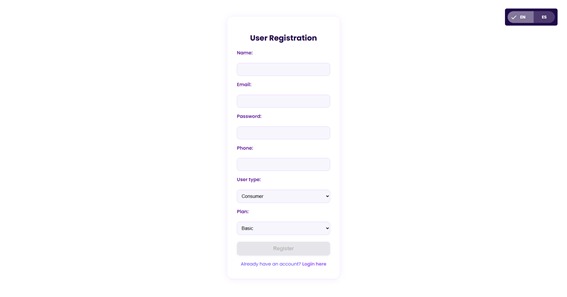 EN ES
User Registration
Name:
Email:
Password:
Phone:
User type:
Consumer
Plan:
Basic
Register
Already have an account? Login here